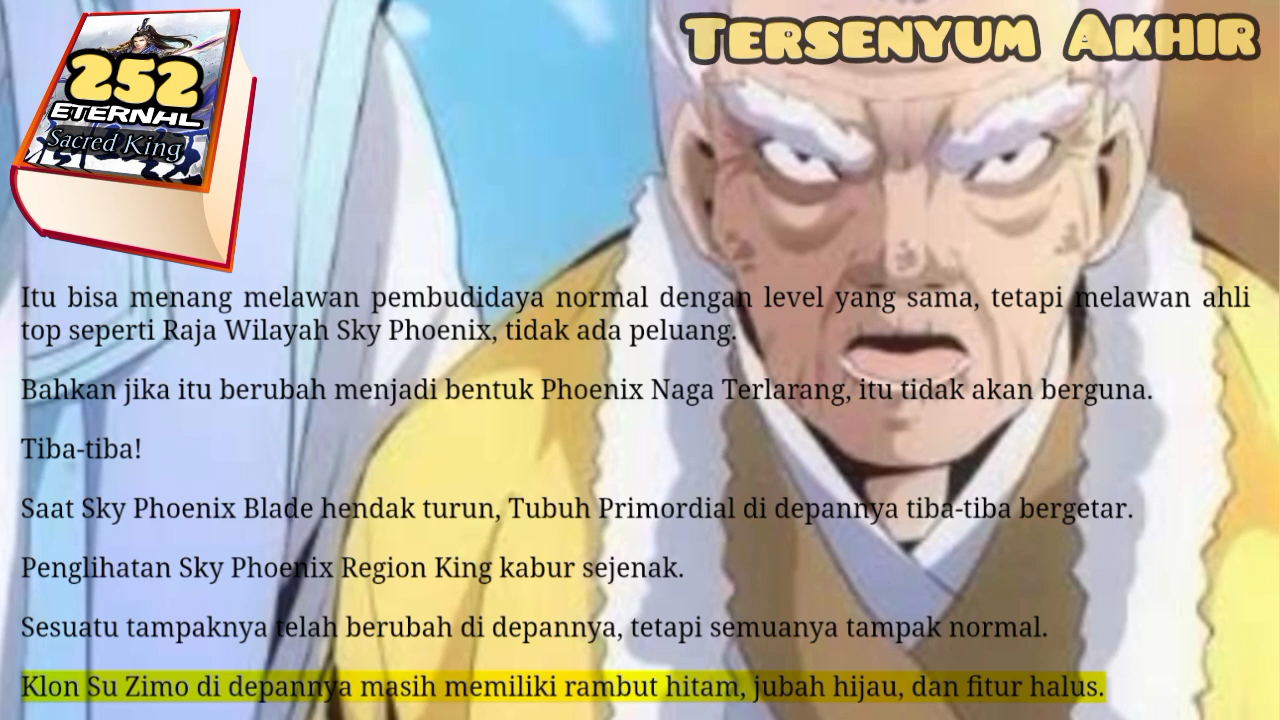 252
ETERNAL
Sacred King
TERSENYUM AKHIR
Itu bisa menang melawan pembudidaya normal dengan level yang sama, tetapi melawan ahli
top seperti Raja Wilayah Sky Phoenix, tidak ada peluang.
Bahkan jika itu berubah menjadi bentuk Phoenix Naga Terlarang, itu tidak akan berguna.
Tiba-tiba!
Saat Sky Phoenix Blade hendak turun, Tubuh Primordial di depannya tiba-tiba bergetar.
Penglihatan Sky Phoenix Region King kabur sejenak.
Sesuatu tampaknya telah berubah di depannya, tetapi semuanya tampak normal.
Klon Su Zimo di depannya masih memiliki rambut hitam, jubah hijau, dan fitur halus.